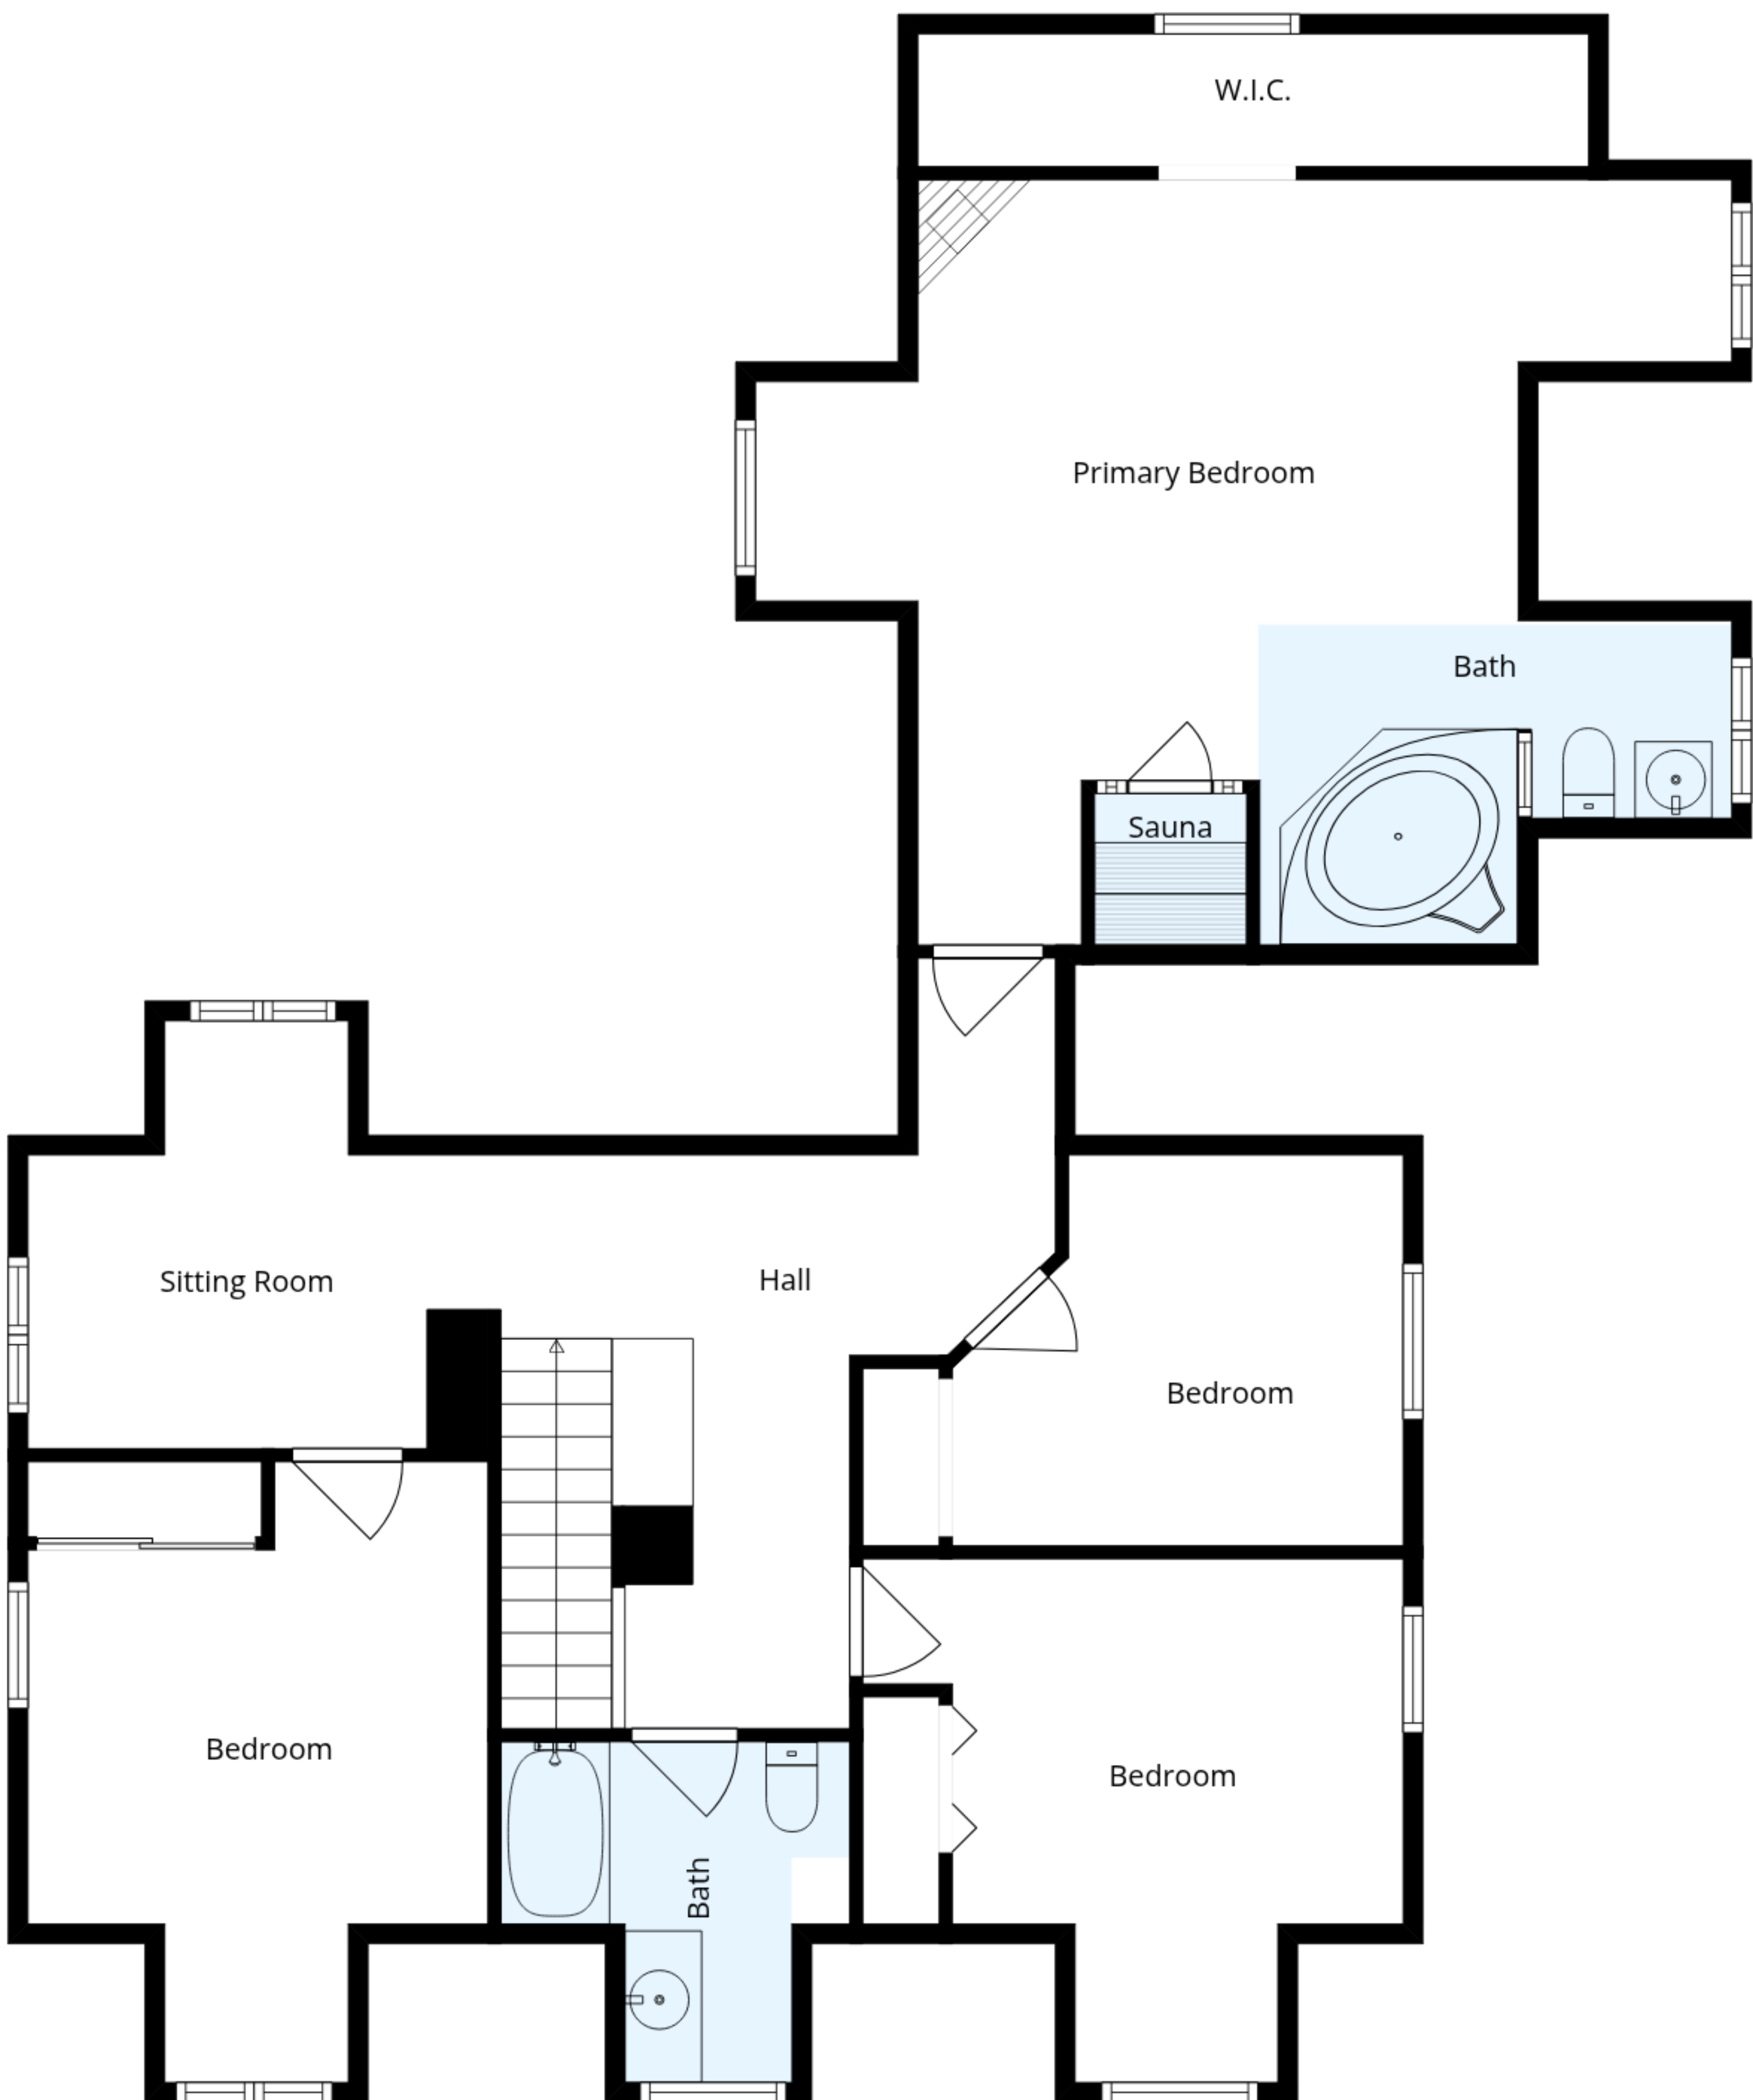 W.I.C.
Primary Bedroom
Bath
Sauna
Sitting Room
Hall
Bedroom
Bedroom
Bedroom
Bath